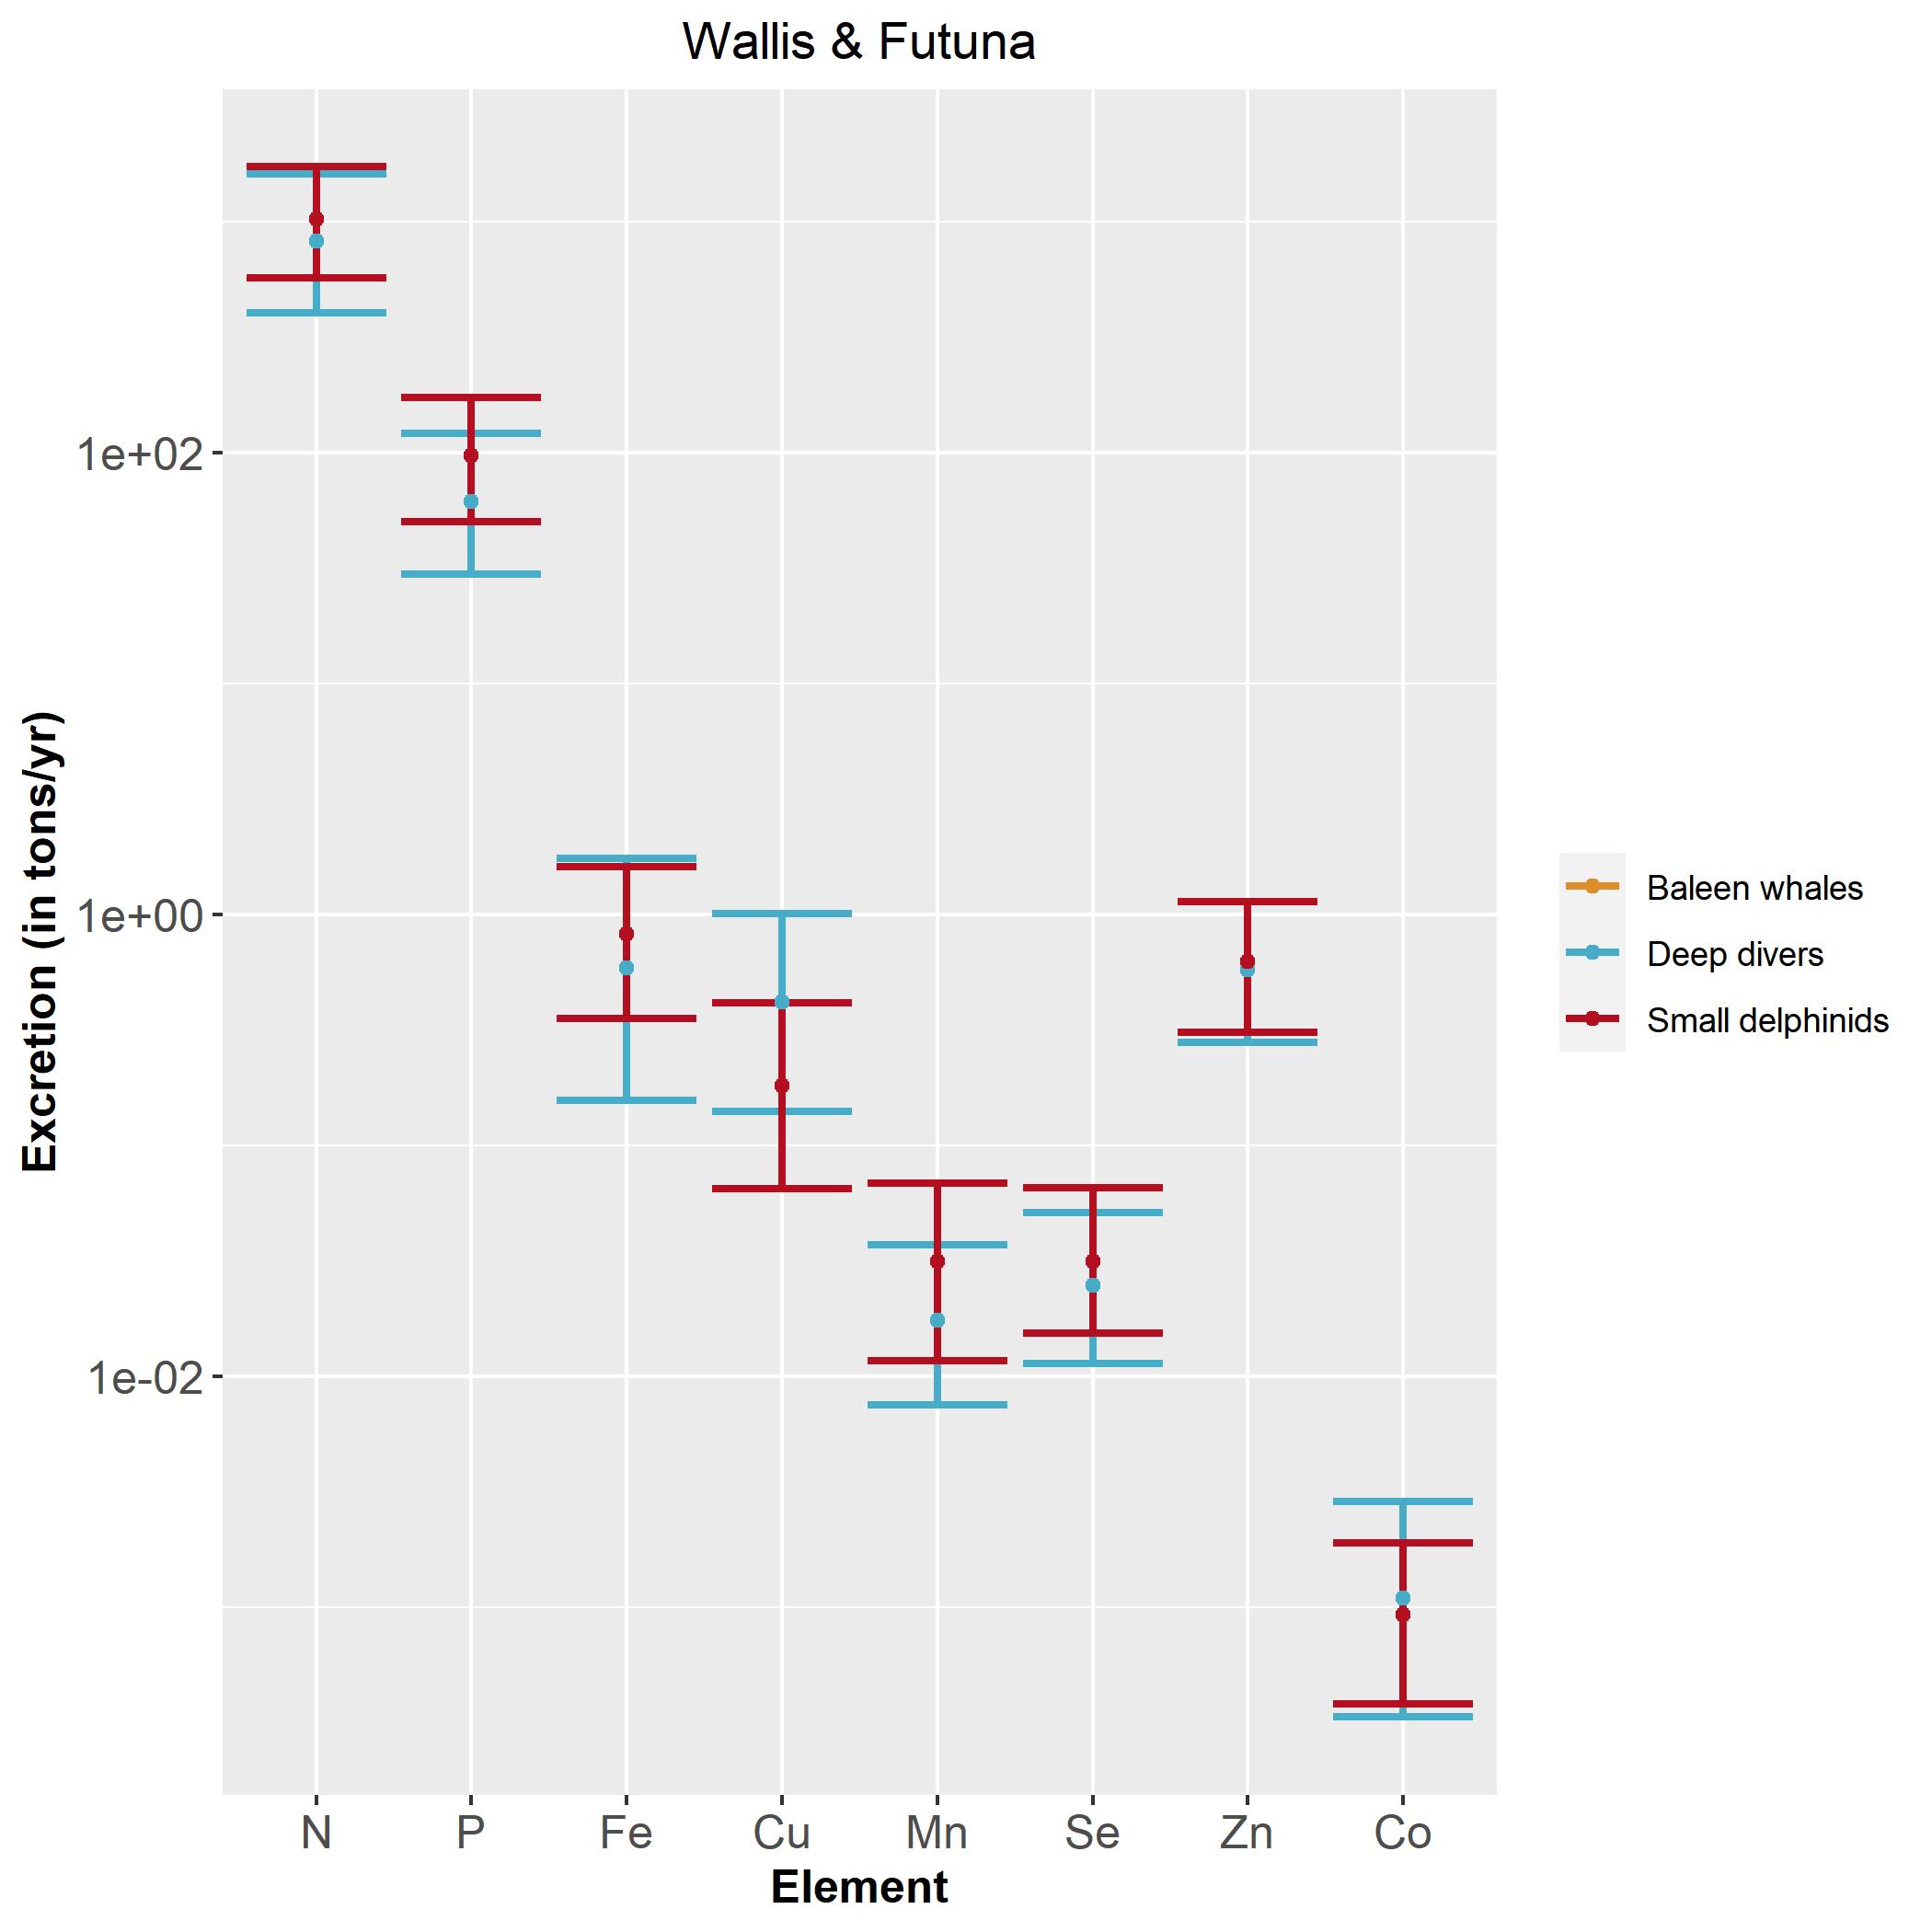 Wallis & Futuna
Excretion (in tons/yr)
1e+02
1e+00
1e-02
N P Fe Cu Mn Se Zn Co
Element
Baleen whales
Deep divers
Small delphinids